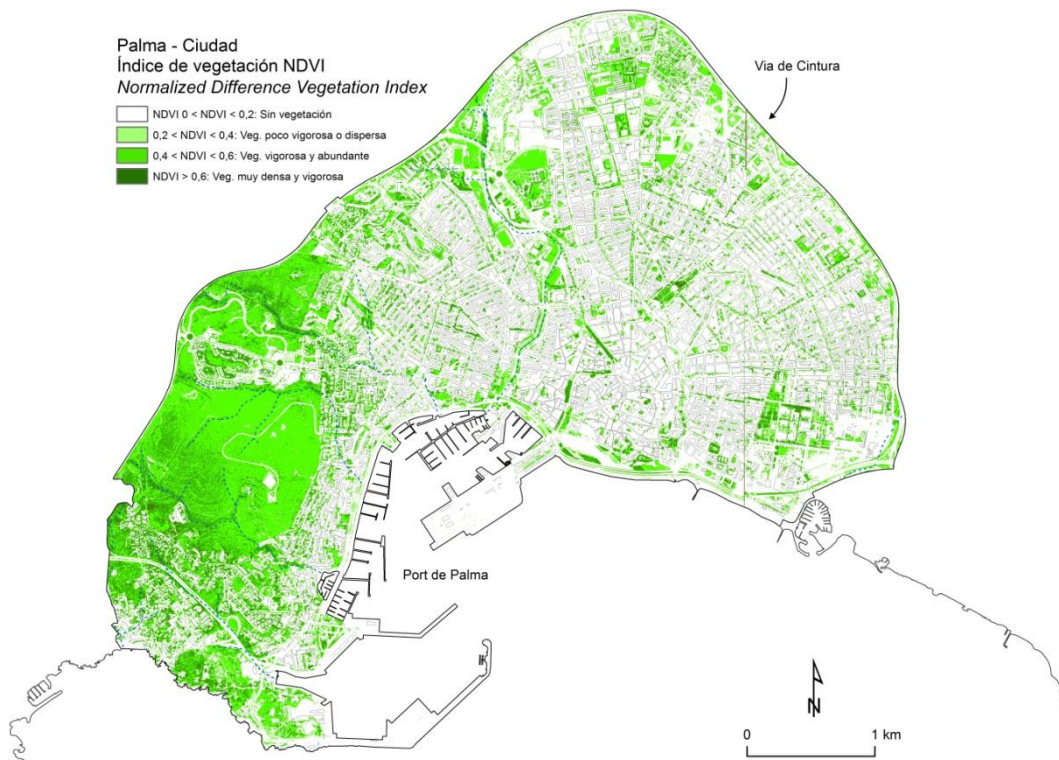 Palma - Ciudad
Índice de vegetación NDVI
Normalized Difference Vegetation Index
NDVI 0 < NDVI < 0,2: Sin vegetación
0,2 < NDVI < 0,4: Veg. poco vigorosa o dispersa
0,4 < NDVI < 0,6: Veg. vigorosa y abundante
NDVI > 0,6: Veg. muy densa y vigorosa
Via de Cintura
Port de Palma
N
0 1 km